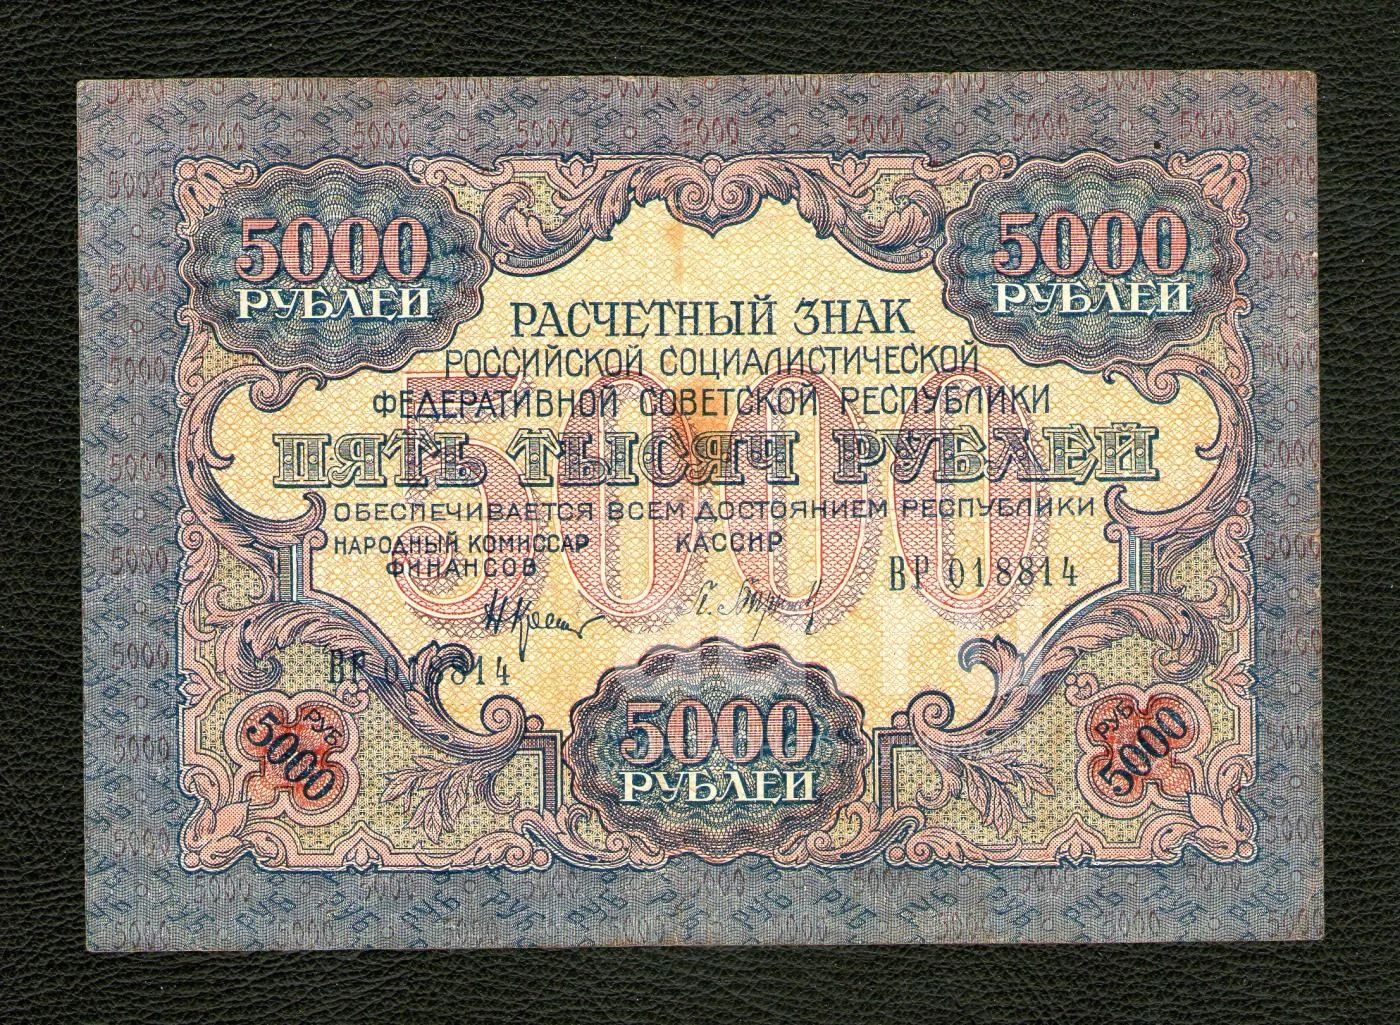 5000 5000
РУБЛЕЙ РУБЛЕЙ
РАСЧЕТНЫЙ ЗНАК
РОССИЙСКОЙ СОЦИАЛИСТИЧЕСКОЙ
ФЕДЕРАТИВНОЙ СОВЕТСКОЙ РЕСПУБЛИКИ
5000
ПЯТЬ ТЫСЯЧ РУБЛЕЙ
ОБЕСПЕЧИВАЕТСЯ ВСЕМ ДОСТОЯНИЕМ РЕСПУБЛИКИ
НАРОДНЫЙ КОМИССАР КАССИР
ФИНАНСОВ
ВР 018814
ВР 018814
РУБ 5000
5000
РУБЛЕЙ
РУБ 5000